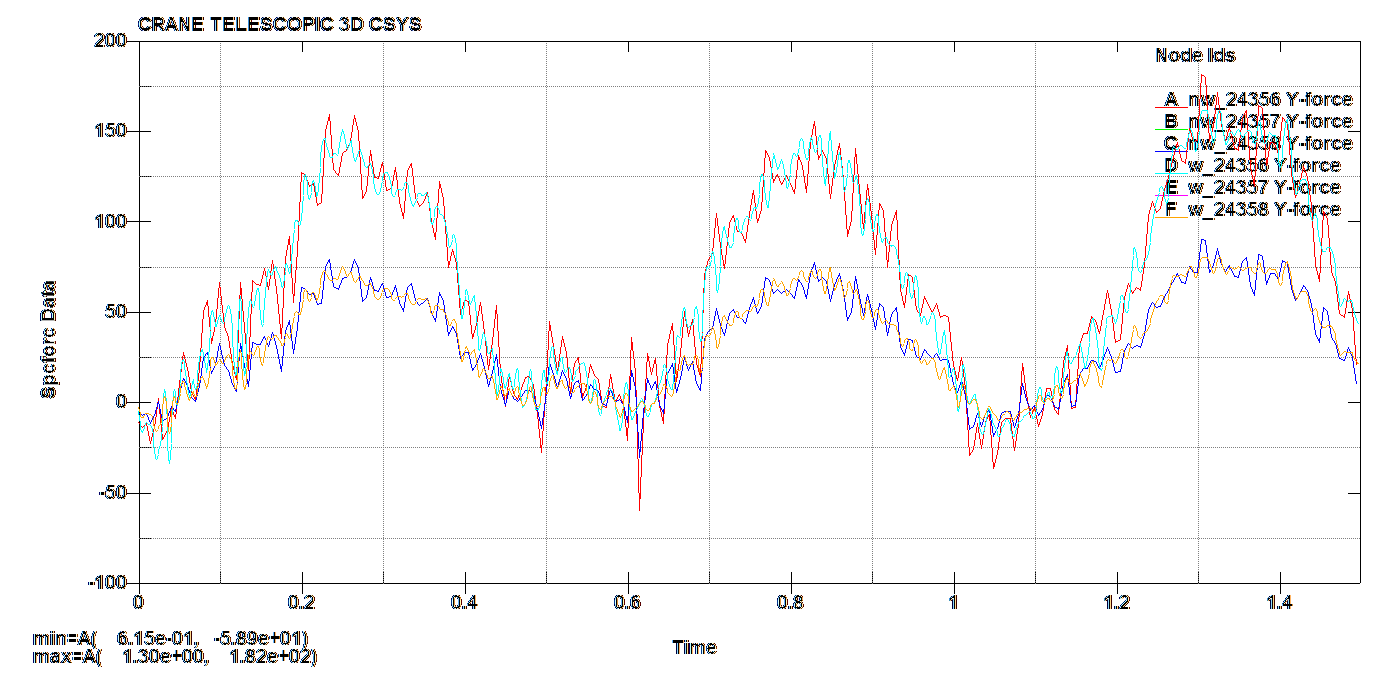 CRANE TELESCOPIC 3D CSYS
200
150
100
50
0
-50
-100
Spcforc Data
Node Ids
A nw_24356 Y-force
B nw_24357 Y-force
C nw_24358 Y-force
D w_24356 Y-force
E w_24357 Y-force
F w_24358 Y-force
0 0.2 0.4 0.6 0.8 1 1.2 1.4
Time
min=A( 6.15e-01, -5.89e+01)
max=A( 1.30e+00, 1.82e+02)